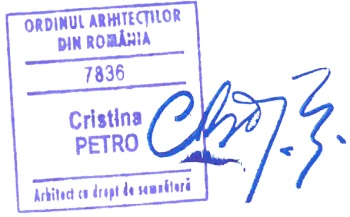 ORDINUL ARHITECȚILOR
DIN ROMÂNIA
7836
Cristina
PETRO
Arhitect cu drept de semnătură